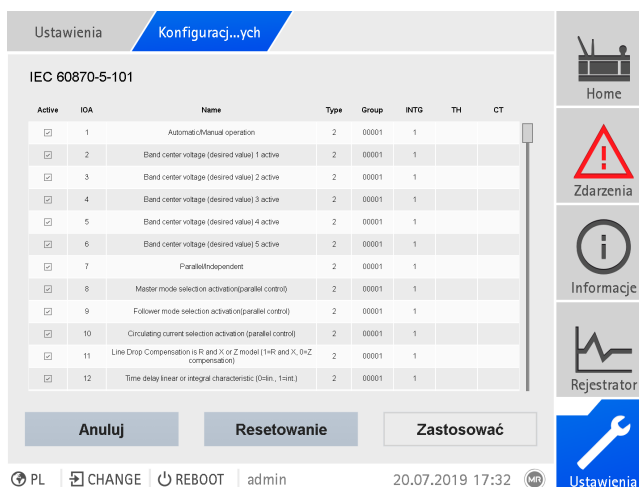 Ustawienia
Konfiguracj...ych
IEC 60870-5-101
Active IOA Name Type Group INTG TH CT
1 Automatic/Manual operation 2 00001 1
2 Band center voltage (desired value) 1 active 2 00001 1
3 Band center voltage (desired value) 2 active 2 00001 1
4 Band center voltage (desired value) 3 active 2 00001 1
5 Band center voltage (desired value) 4 active 2 00001 1
6 Band center voltage (desired value) 5 active 2 00001 1
7 Parallel/Independent 2 00001 1
8 Master mode selection activation(parallel control) 2 00001 1
9 Follower mode selection activation(parallel control) 2 00001 1
10 Circulating current selection activation (parallel control) 2 00001 1
11 Line Drop Compensation is R and X or Z model (1=R and X, 0=Z 2 00001 1
compensation)
12 Time delay linear or integral characteristic (0=lin., 1=int.) 2 00001 1
Anuluj
Resetowanie
Zastosować
PL CHANGE REBOOT admin 20.07.2019 17:32 MR
Home
Zdarzenia
Informacje
Rejestrator
Ustawienia